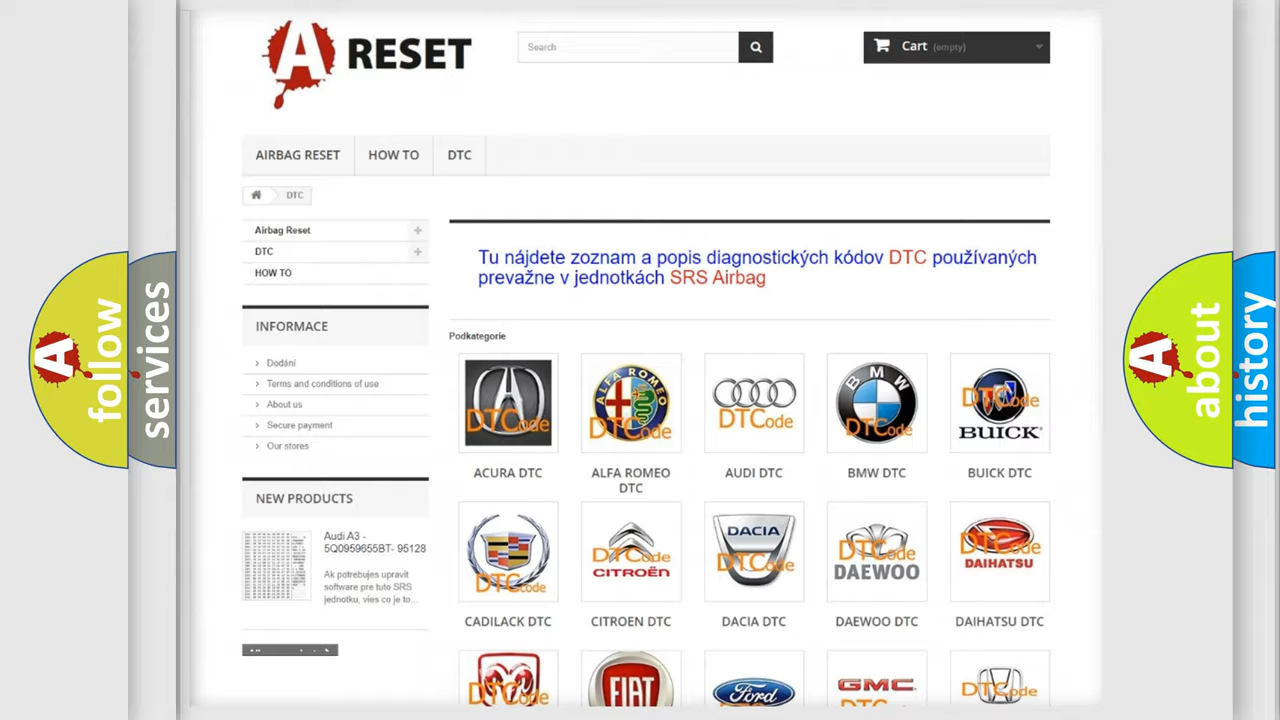 A RESET
Search
Cart (empty)
AIRBAG RESET
HOW TO
DTC
DTC
Airbag Reset
DTC
HOW TO
INFORMACE
Dodání
Terms and conditions of use
About us
Secure payment
Our stores
NEW PRODUCTS
Audi A3 -
5Q0959655BT- 95128
Ak potrebujes upravit
software pre tuto SRS
jednotku, vies co je to...
Tu nájdete zoznam a popis diagnostických kódov DTC používaných
prevažne v jednotkách SRS Airbag
Podkategorie
DTCode
ALFA ROMEO
DTCode
DTCode
BMW
DTCode
DTCode
BUICK
ACURA DTC
ALFA ROMEO
DTC
AUDI DTC
BMW DTC
BUICK DTC
DTCode
DTCode
CITROËN
DACIA
DTCode
DTCode
DAEWOO
DTCode
DAIHATSU
CADILACK DTC
CITROEN DTC
DACIA DTC
DAEWOO DTC
DAIHATSU DTC
DTCode
FIAT
Ford
GMC
DTCode
A follow
services
A about
history